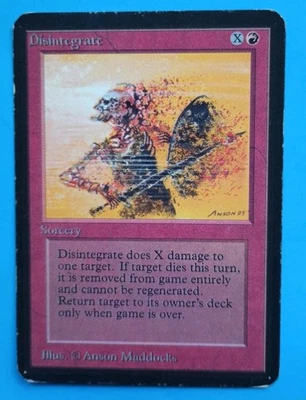 Disintegrate
X
ANSON 93
Sorcery
Disintegrate does X damage to
one target. If target dies this turn,
it is removed from game entirely
and cannot be regenerated.
Return target to its owner's deck
only when game is over.
Illus. © Anson Maddocks